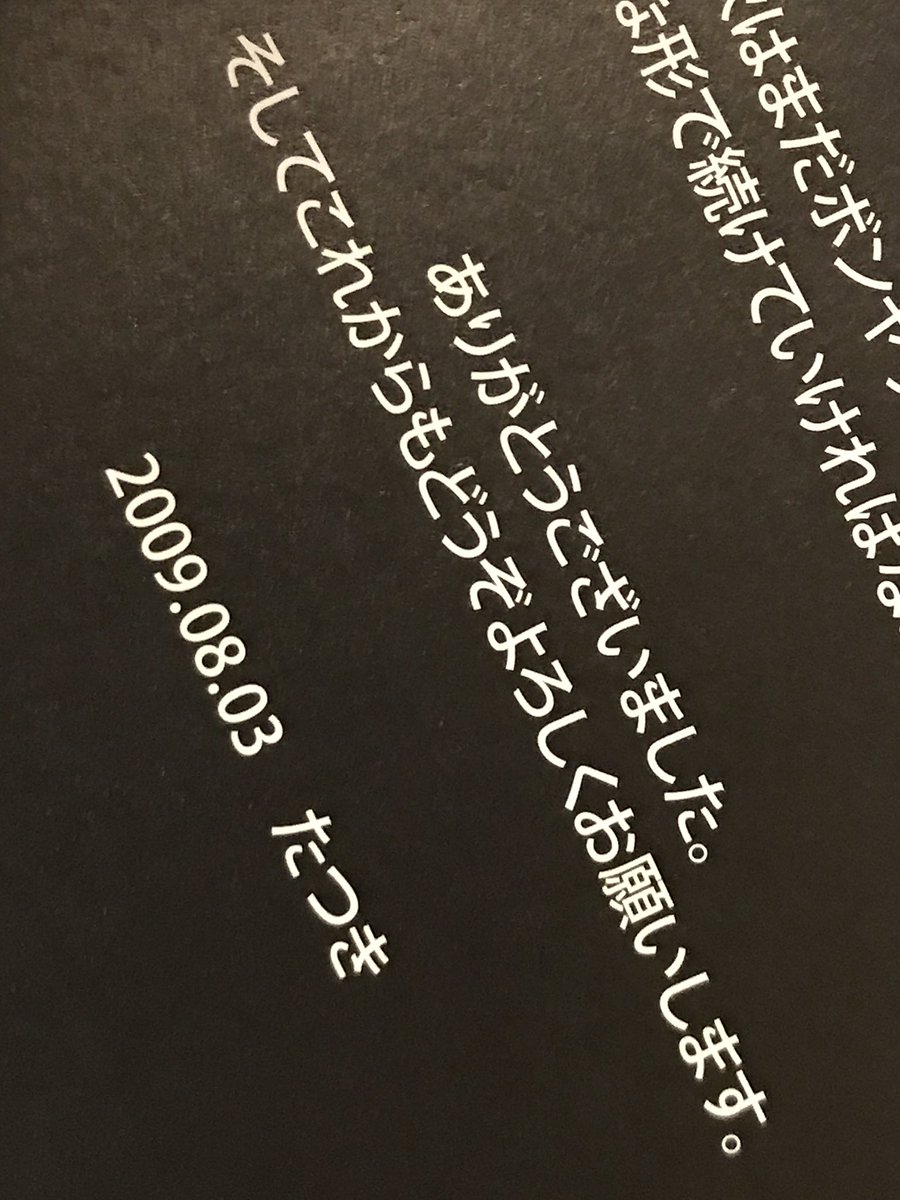 はまだボンヤ
な形で続けていければ
ありがとうございました。
そしてこれからもどうぞよろしくお願いします。
2009.08.03 たつき